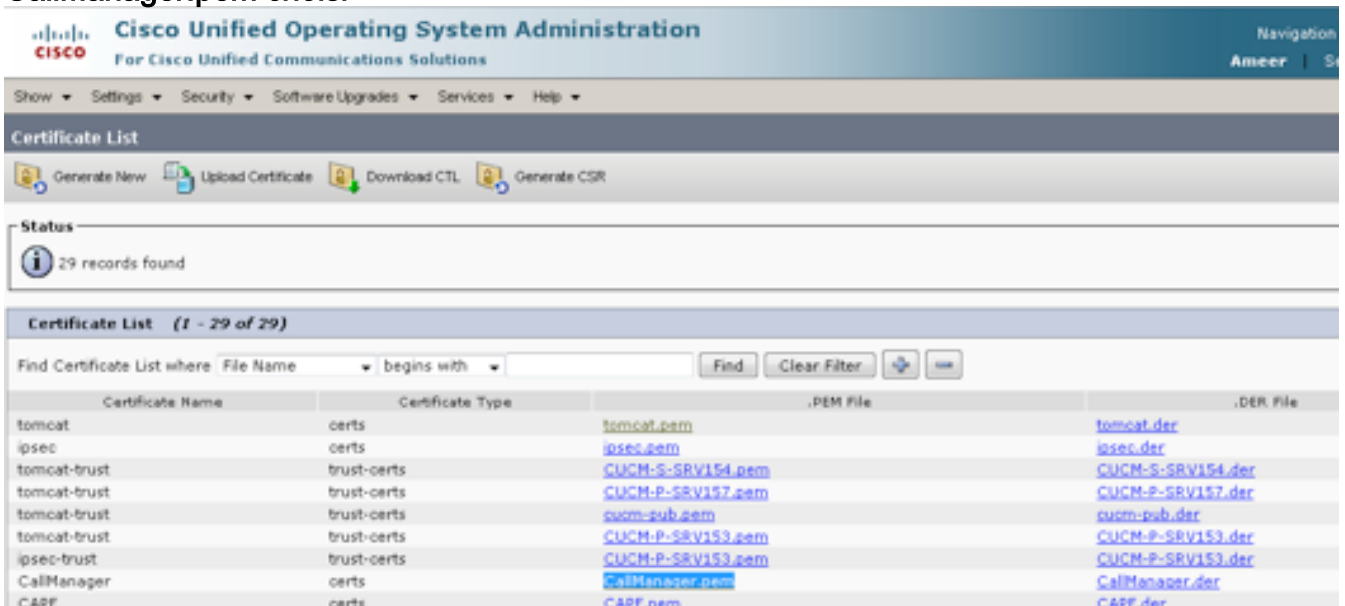 Cisco Unified Operating System Administration
CISCO
For Cisco Unified Communications Solutions
Navigation
Ameer |
Show Settings Security Software Upgrades Services Help
Certificate List
Generate New Upload Certificate Download CTL Generate CSR
Status
29 records found
Certificate List (1 - 29 of 29)
Find Certificate List where File Name begins with Find Clear Filter
Certificate Name Certificate Type .PEM File .DER File
tomcat certs tomcat.pem tomcat.der
ipsec certs ipsec.pem ipsec.der
tomcat-trust trust-certs CUCM-S-SRV154.pem CUCM-S-SRV154.der
tomcat-trust trust-certs CUCM-P-SRV157.pem CUCM-P-SRV157.der
tomcat-trust trust-certs cucm-pub.pem cucm-pub.der
tomcat-trust trust-certs CUCM-P-SRV153.pem CUCM-P-SRV153.der
ipsec-trust trust-certs CUCM-P-SRV153.pem CUCM-P-SRV153.der
CallManager certs CallManager.pem CallManager.der
CAPF certs CAPF.pem CAPF.der